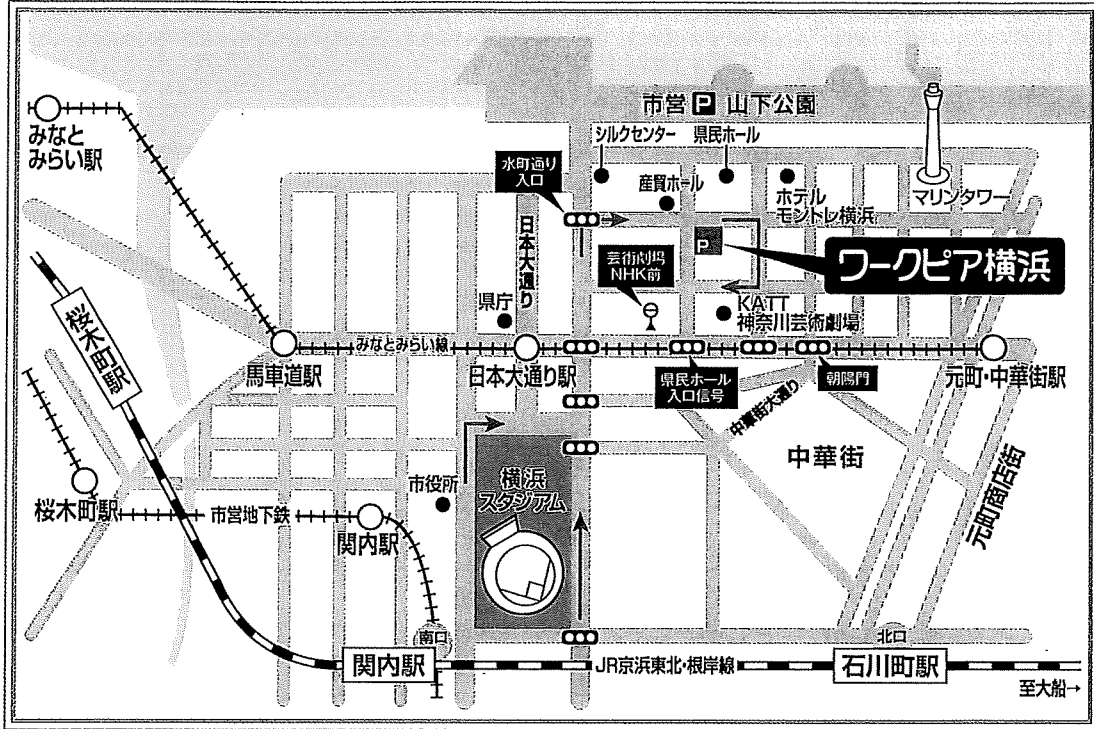 市営 P 山下公園
シルクセンター
県民ホール
みなと
みらい駅
水町通り
入口
産貿ホール
ホテル
モントレ横浜
マリンタワー
日本大通り
P
ワークピア横浜
芸術劇場
NHK前
県庁
KATT
神奈川芸術劇場
桜木町駅
みなとみらい線
馬車道駅
日本大通り駅
県民ホール
入口信号
朝陽門
元町・中華街駅
中華街大通り
中華街
横浜
スタジアム
市役所
元町商店街
桜木町駅
市営地下鉄
関内駅
南口
北口
関内駅
JR京浜東北・根岸線
石川町駅
至大船→